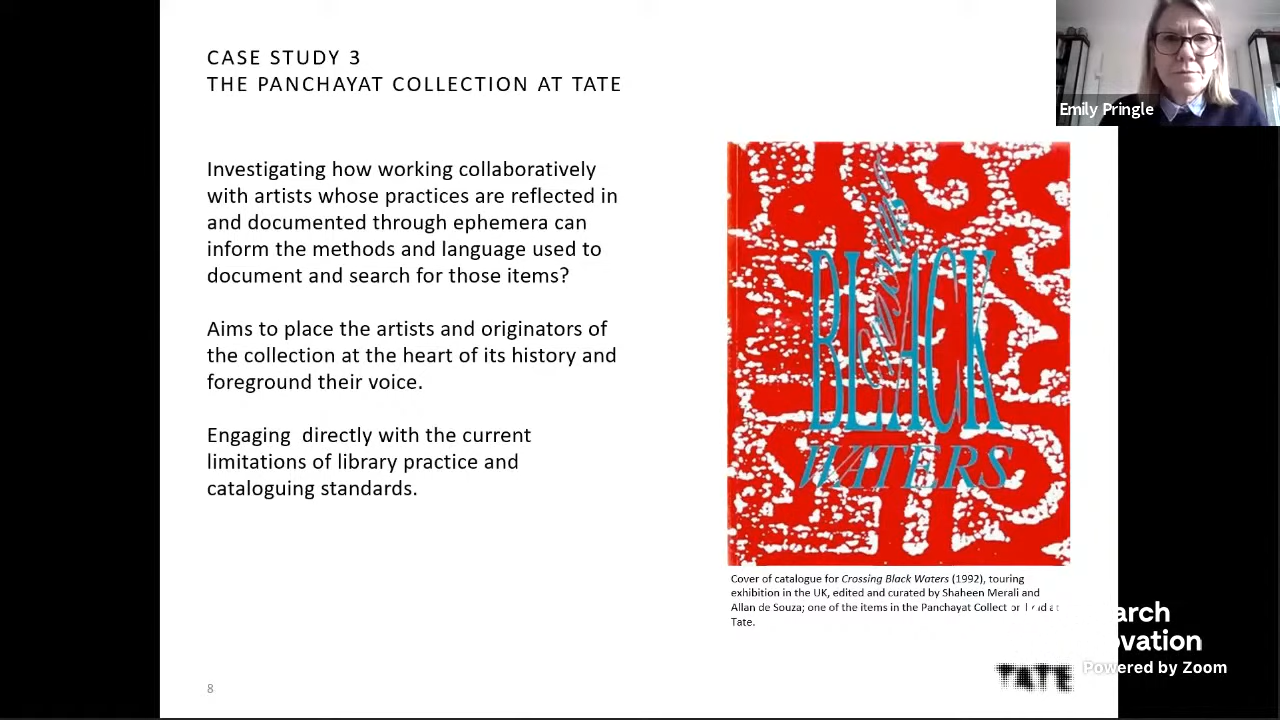 CASE STUDY 3
THE PANCHAYAT COLLECTION AT TATE
Emily Pringle
Investigating how working collaboratively
with artists whose practices are reflected in
and documented through ephemera can
inform the methods and language used to
document and search for those items?
Aims to place the artists and originators of
the collection at the heart of its history and
foreground their voice.
Engaging directly with the current
limitations of library practice and
cataloguing standards.
Crossing
BLACK
WATERS
Cover of catalogue for Crossing Black Waters (1992), touring
exhibition in the UK, edited and curated by Shaheen Merali and
Allan de Souza; one of the items in the Panchayat Collect
Tate.
arch
ovation
Powered by Zoom
TATE
8